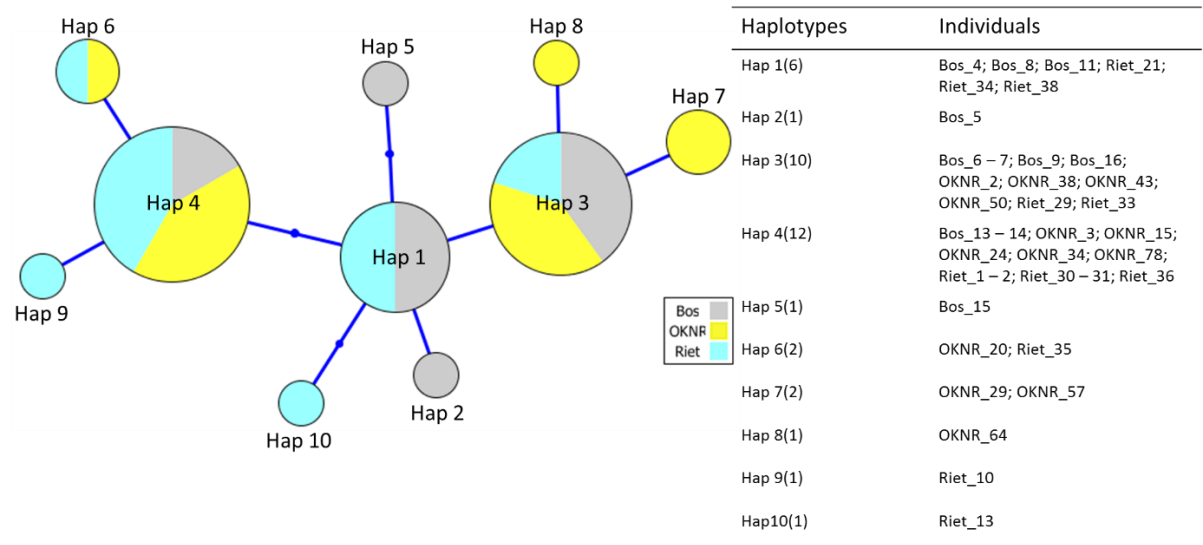 Hap 6
Hap 5
Hap 8
Hap 7
Hap 4
Hap 3
Hap 1
Hap 9
Hap 10
Hap 2
Bos
OKNR
Riet
Haplotypes Individuals
Hap 1(6) Bos_4; Bos_8; Bos_11; Riet_21;
Riet_34; Riet_38
Hap 2(1) Bos_5
Hap 3(10) Bos_6 – 7; Bos_9; Bos_16;
OKNR_2; OKNR_38; OKNR_43;
OKNR_50; Riet_29; Riet_33
Hap 4(12) Bos_13 – 14; OKNR_3; OKNR_15;
OKNR_24; OKNR_34; OKNR_78;
Riet_1 – 2; Riet_30 – 31; Riet_36
Hap 5(1) Bos_15
Hap 6(2) OKNR_20; Riet_35
Hap 7(2) OKNR_29; OKNR_57
Hap 8(1) OKNR_64
Hap 9(1) Riet_10
Hap10(1) Riet_13